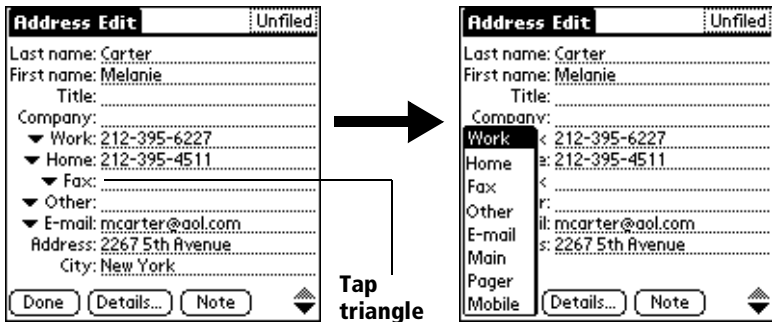 Address Edit Unfiled
Last name: Carter
First name: Melanie
Title:
Company:
Work: 212-395-6227
Home: 212-395-4511
Fax:
Other:
E-mail: mcarter@aol.com
Address: 2267 5th Avenue
City: New York
Done Details... Note
Tap
triangle
Address Edit Unfiled
Last name: Carter
First name: Melanie
Title:
Company:
Work k 212-395-6227
Home e: 212-395-4511
Fax
Other r:
E-mail il: mcarter@aol.com
Main s: 2267 5th Avenue
Pager
Mobile Details... Note